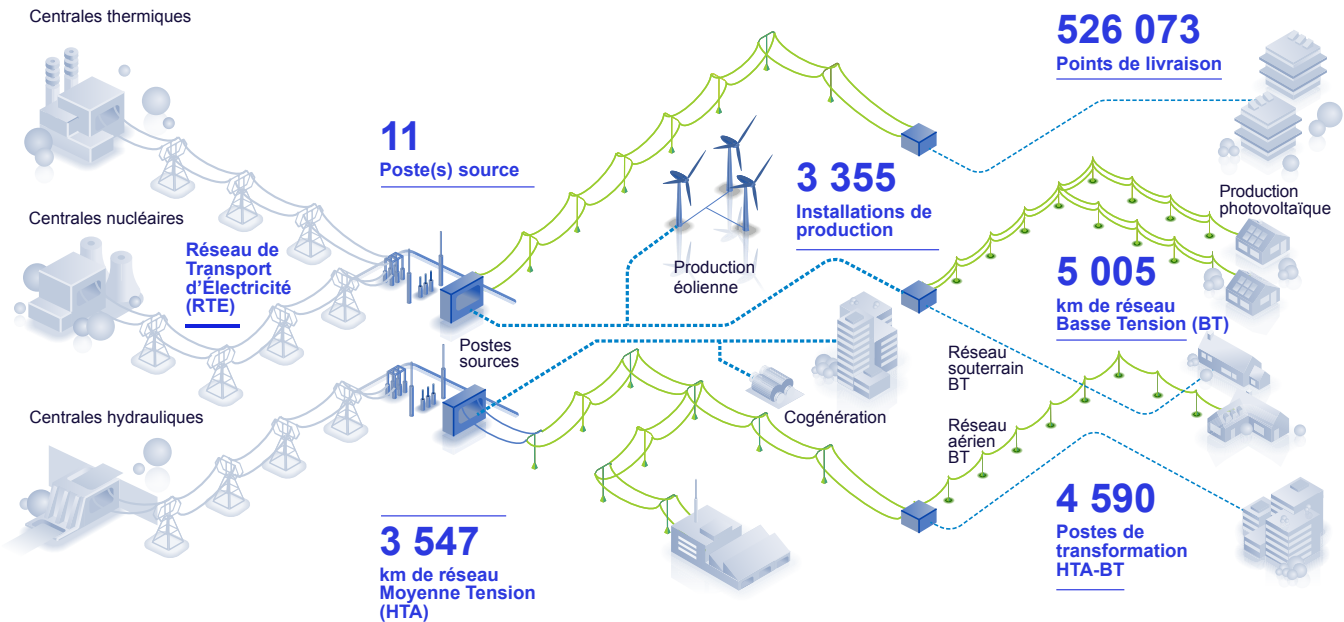 Centrales thermiques
526 073
Points de livraison
11
Poste(s) source
3 355
Installations de
production
Production
photovoltaïque
Centrales nucléaires
Réseau de
Transport
d’Électricité
(RTE)
Production
éolienne
5 005
km de réseau
Basse Tension (BT)
Postes
sources
Réseau
souterrain
BT
Centrales hydrauliques
Cogénération
Réseau
aérien
BT
4 590
Postes de
transformation
HTA-BT
3 547
km de réseau
Moyenne Tension
(HTA)